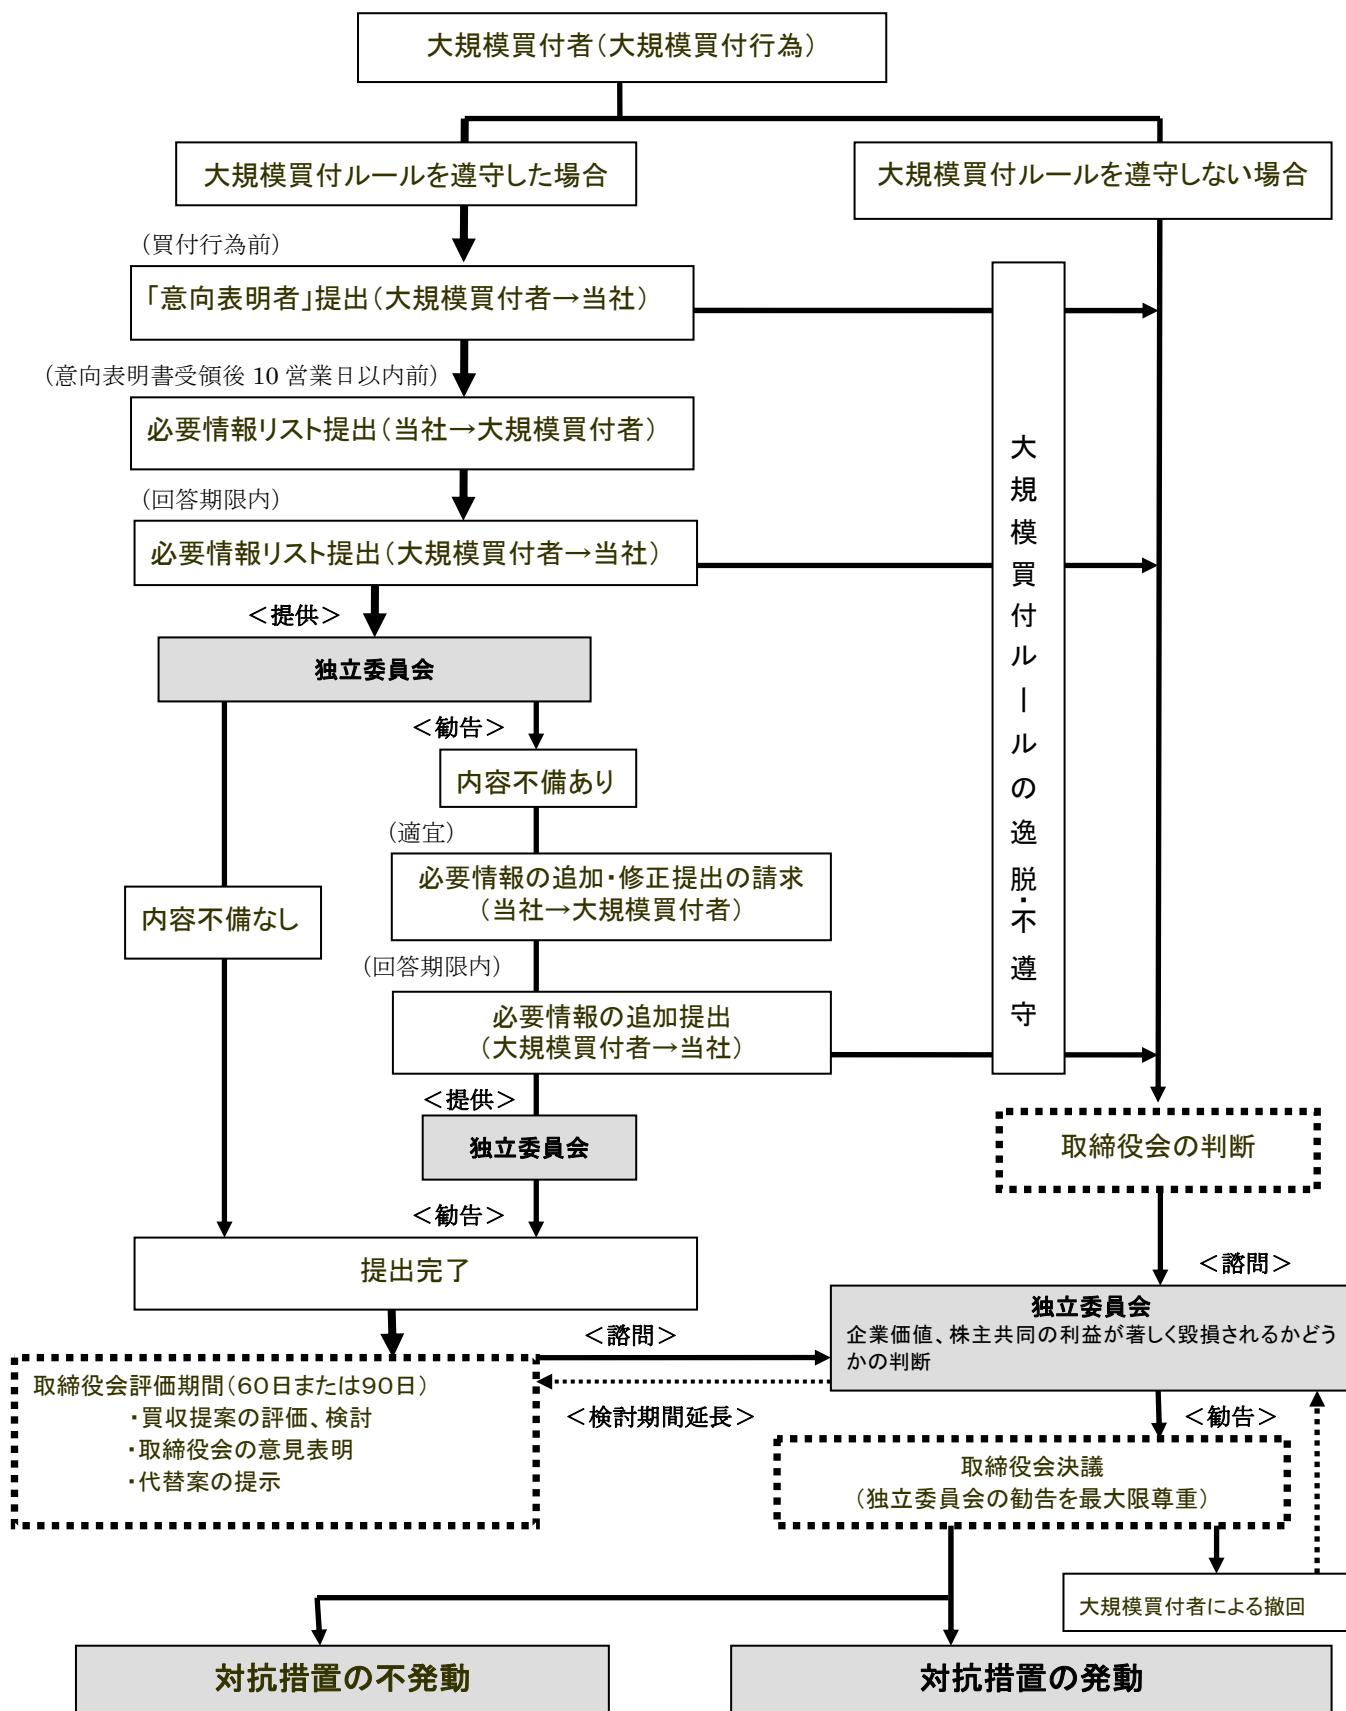 大規模買付者（大規模買付行為）
大規模買付ルールを遵守した場合
大規模買付ルールを遵守しない場合
（買付行為前）
「意向表明者」提出（大規模買付者→当社）
（意向表明書受領後 10 営業日以内前）
必要情報リスト提出（当社→大規模買付者）
（回答期限内）
必要情報リスト提出（大規模買付者→当社）
大規模買付ルールの逸脱・不遵守
＜提供＞
独立委員会
＜勧告＞
内容不備あり
（適宜）
必要情報の追加・修正提出の請求
（当社→大規模買付者）
内容不備なし
（回答期限内）
必要情報の追加提出
（大規模買付者→当社）
＜提供＞
独立委員会
取締役会の判断
＜勧告＞
提出完了
＜諮問＞
独立委員会
企業価値、株主共同の利益が著しく毀損されるかどう
かの判断
＜諮問＞
取締役会評価期間（60日または90日）
・買収提案の評価、検討
・取締役会の意見表明
・代替案の提示
＜検討期間延長＞
＜勧告＞
取締役会決議
（独立委員会の勧告を最大限尊重）
大規模買付者による撤回
対抗措置の不発動
対抗措置の発動